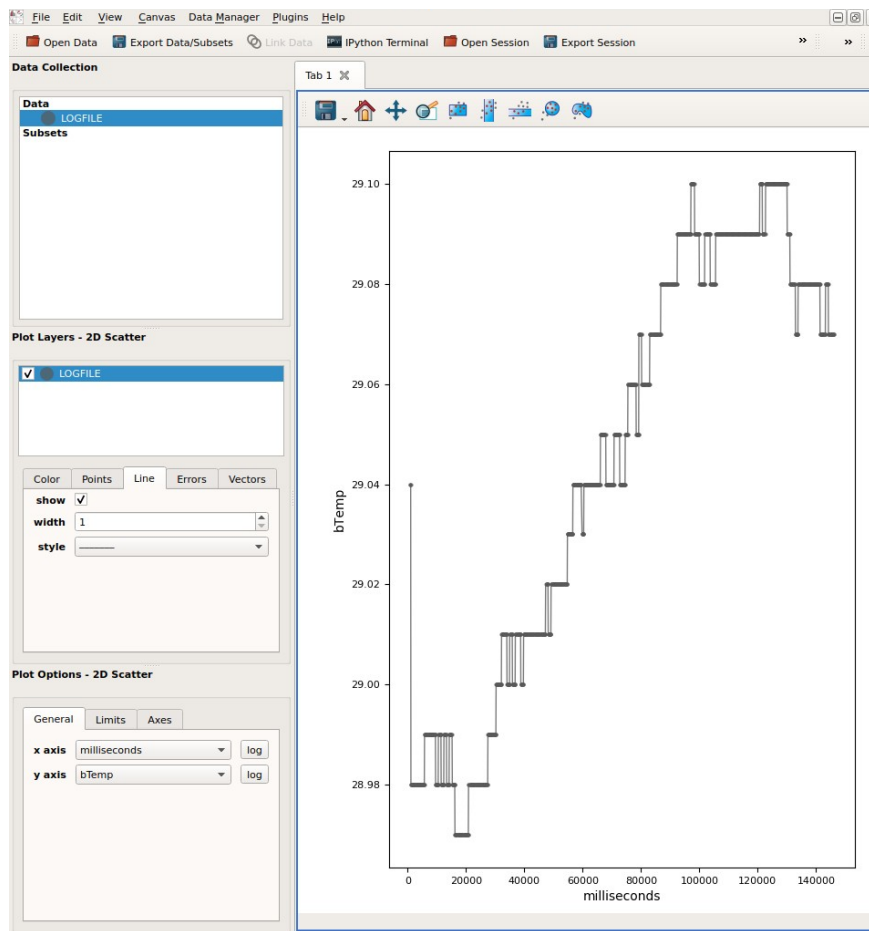 File Edit View Canvas Data Manager Plugins Help
Open Data Export Data/Subsets Link Data IPython Terminal Open Session Export Session » »
Data Collection
Data
LOGFILE
Subsets
Plot Layers - 2D Scatter
LOGFILE
Color Points Line Errors Vectors
show
width 1
style
Plot Options - 2D Scatter
General Limits Axes
x axis milliseconds log
y axis bTemp log
Tab 1
29.10
29.08
29.06
29.04
29.02
29.00
28.98
bTemp
0 20000 40000 60000 80000 100000 120000 140000
milliseconds